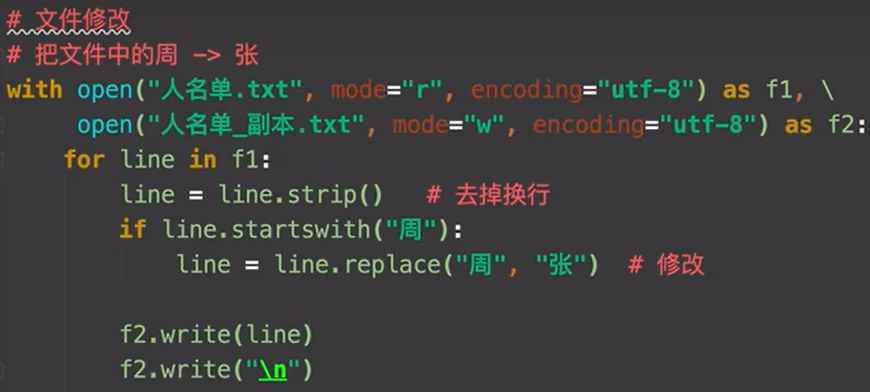 # 文件修改
# 把文件中的周 -> 张
with open("人名单.txt", mode="r", encoding="utf-8") as f1, \
     open("人名单_副本.txt", mode="w", encoding="utf-8") as f2:
    for line in f1:
        line = line.strip()   # 去掉换行
        if line.startswith("周"):
            line = line.replace("周", "张")  # 修改
        f2.write(line)
        f2.write("\n")